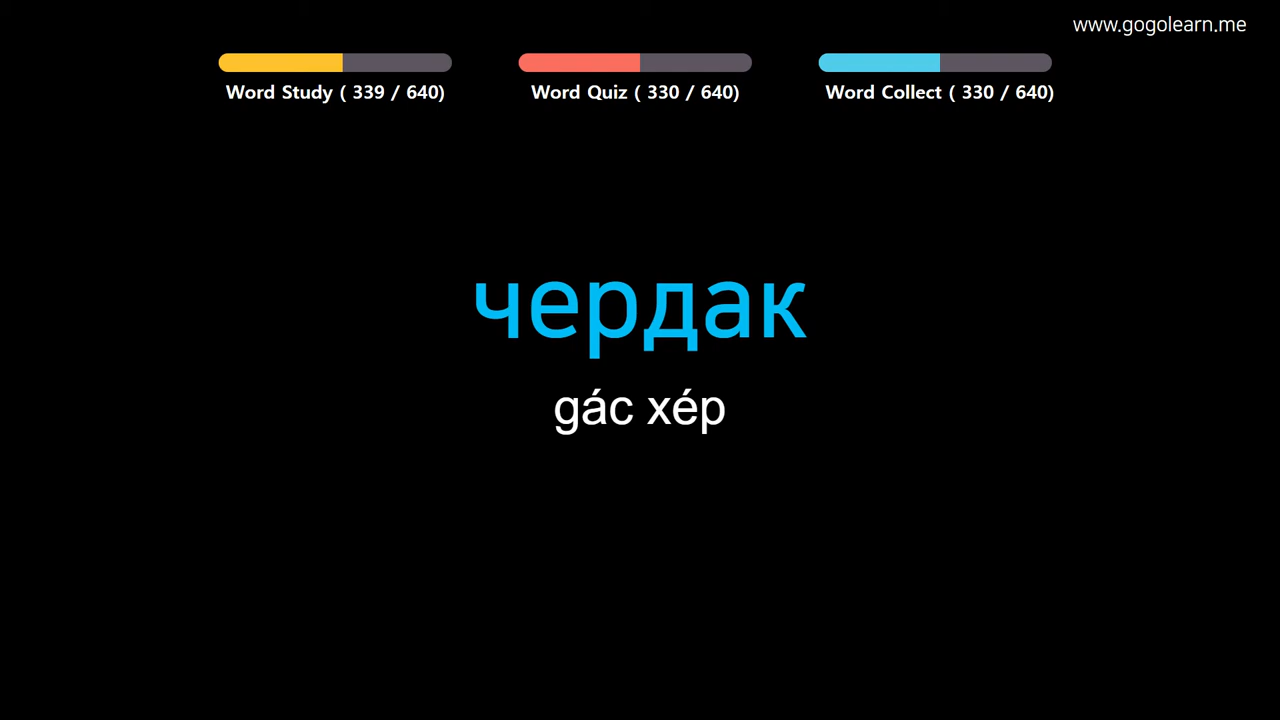 www.gogolearn.me
Word Study ( 339 / 640)
Word Quiz ( 330 / 640)
Word Collect ( 330 / 640)
чердак
gác xép